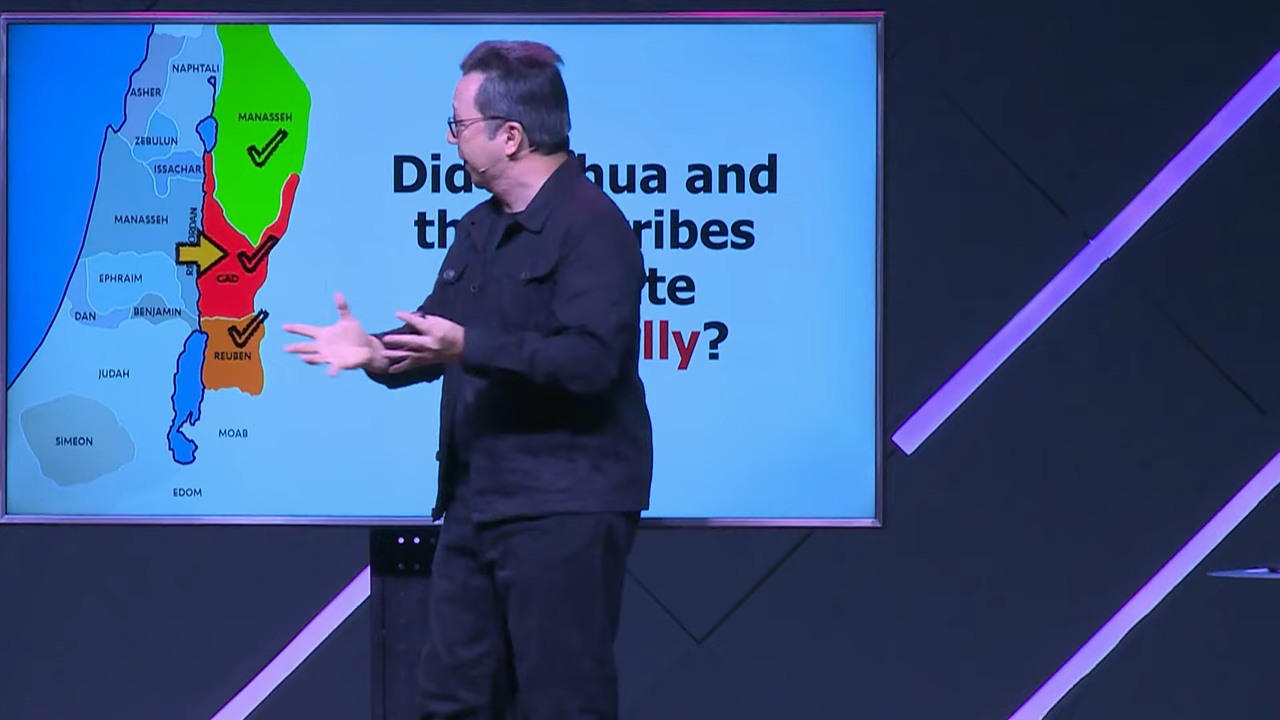 NAPHTALI
ASHER
MANASSEH
ZEBULUN
ISSACHAR
MANASSEH
GAD
EPHRAIM
DAN
BENJAMIN
REUBEN
JUDAH
MOAB
SIMEON
EDOM
Did hua and
th ribes
te
lly?